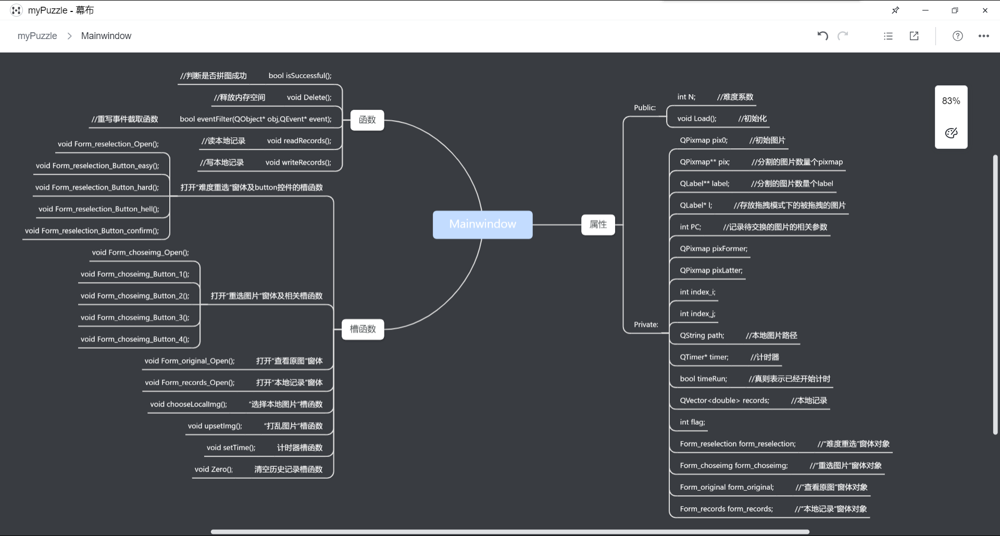 myPuzzle - 幕布
myPuzzle > Mainwindow
83%
Mainwindow
函数
//判断是否拼图成功 bool isSuccessful();
//释放内存空间 void Delete();
//重写事件截取函数 bool eventFilter(QObject* obj,QEvent* event);
//读本地记录 void readRecords();
//写本地记录 void writeRecords();
槽函数
打开"难度重选"窗体及button控件的槽函数
void Form_reselection_Open();
void Form_reselection_Button_easy();
void Form_reselection_Button_hard();
void Form_reselection_Button_hell();
void Form_reselection_Button_confirm();
打开"重选图片"窗体及相关槽函数
void Form_choseimg_Open();
void Form_choseimg_Button_1();
void Form_choseimg_Button_2();
void Form_choseimg_Button_3();
void Form_choseimg_Button_4();
void Form_original_Open(); 打开"查看原图"窗体
void Form_records_Open(); 打开"本地记录"窗体
void chooseLocalImg(); "选择本地图片"槽函数
void upsetImg(); "打乱图片"槽函数
void setTime(); 计时器槽函数
void Zero(); 清空历史记录槽函数
属性
Public:
int N; //难度系数
void Load(); //初始化
Private:
QPixmap pix0; //初始图片
QPixmap** pix; //分割的图片数量个pixmap
QLabel** label; //分割的图片数量个label
QLabel* l; //存放拖拽模式下的被拖拽的图片
int PC; //记录待交换的图片的相关参数
QPixmap pixFormer;
QPixmap pixLatter;
int index_i;
int index_j;
QString path; //本地图片路径
QTimer* timer; //计时器
bool timeRun; //真则表示已经开始计时
QVector<double> records; //本地记录
int flag;
Form_reselection form_reselection; //"难度重选"窗体对象
Form_choseimg form_choseimg; //"重选图片"窗体对象
Form_original form_original; //"查看原图"窗体对象
Form_records form_records; //"本地记录"窗体对象